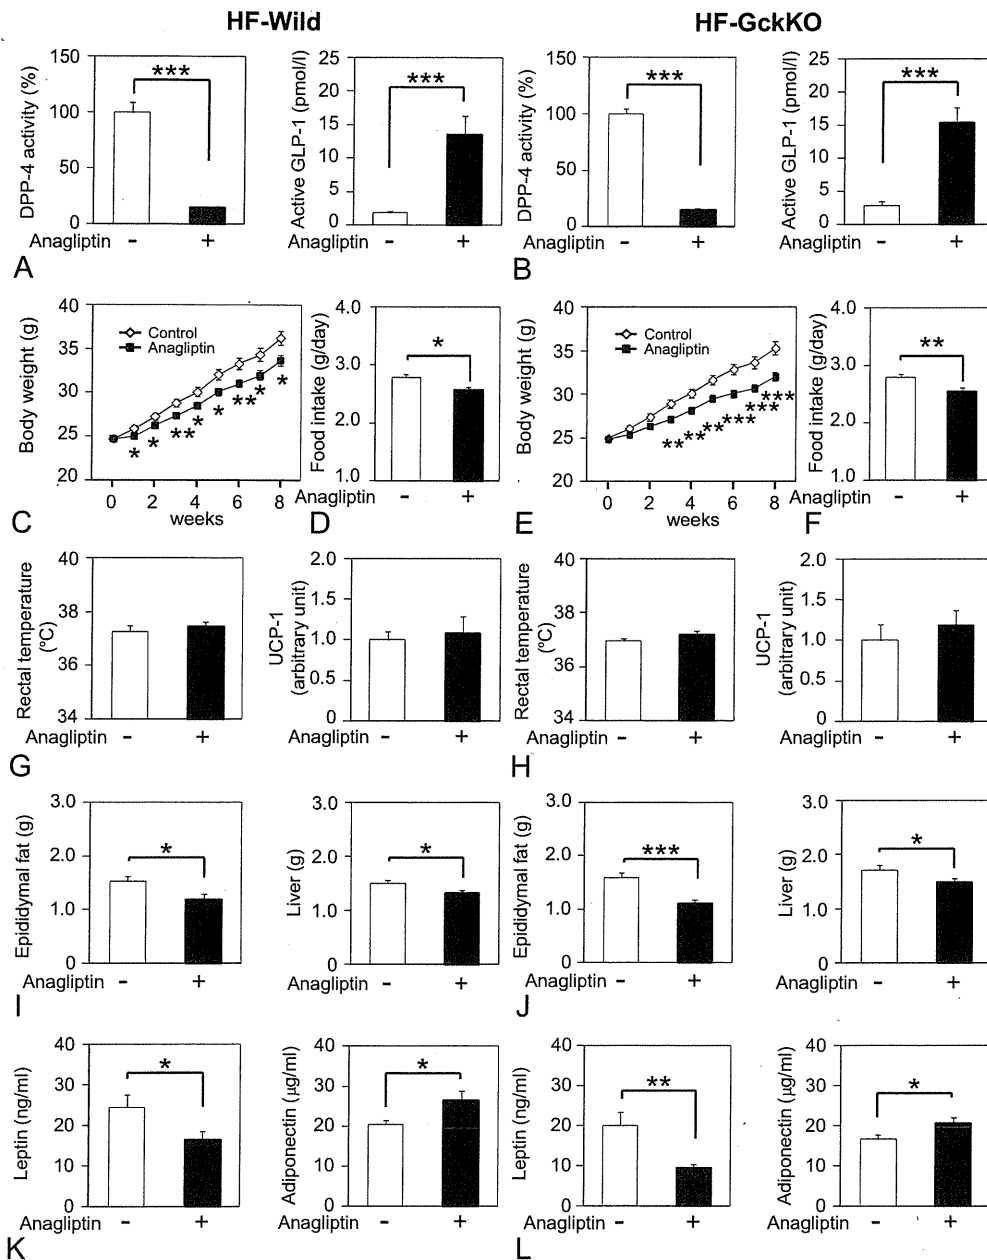 HF-Wild
HF-GckKO
DPP-4 activity (%)
150
100
50
0
***
Anagliptin - +
Active GLP-1 (pmol/l)
25
20
15
10
5
0
***
- +
A
DPP-4 activity (%)
150
100
50
0
***
Anagliptin - +
Active GLP-1 (pmol/l)
25
20
15
10
5
0
***
- +
B
Body weight (g)
40
35
30
25
20
Control
Anagliptin
* * ** * * ** * *
0 2 4 6 8
weeks
C
Food intake (g/day)
4.0
3.0
2.0
1.0
*
Anagliptin - +
D
Body weight (g)
40
35
30
25
20
Control
Anagliptin
** ** ** *** *** ***
0 2 4 6 8
weeks
E
Food intake (g/day)
4.0
3.0
2.0
1.0
**
Anagliptin - +
F
Rectal temperature
(ºC)
40
38
36
34
Anagliptin - +
UCP-1
(arbitrary unit)
2.0
1.5
1.0
0.5
0
Anagliptin - +
G
Rectal temperature
(ºC)
40
38
36
34
Anagliptin - +
UCP-1
(arbitrary unit)
2.0
1.5
1.0
0.5
0
Anagliptin - +
H
Epididymal fat (g)
3.0
2.0
1.0
0
*
Anagliptin - +
Liver (g)
3.0
2.0
1.0
0
*
Anagliptin - +
I
Epididymal fat (g)
3.0
2.0
1.0
0
***
Anagliptin - +
Liver (g)
3.0
2.0
1.0
0
*
Anagliptin - +
J
Leptin (ng/ml)
40
30
20
10
0
*
Anagliptin - +
Adiponectin (μg/ml)
40
30
20
10
0
*
Anagliptin - +
K
Leptin (ng/ml)
40
30
20
10
0
**
Anagliptin - +
Adiponectin (μg/ml)
40
30
20
10
0
*
Anagliptin - +
L